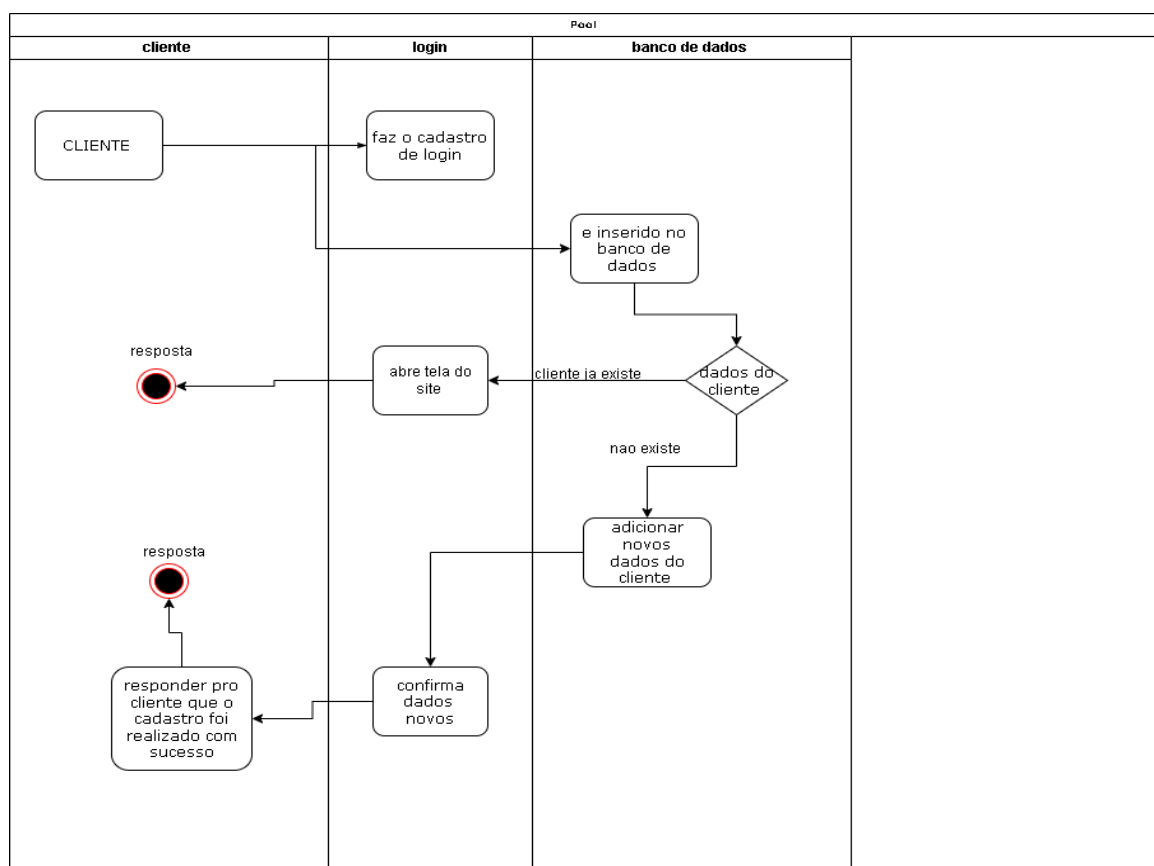 Pool
cliente
login
banco de dados
CLIENTE
faz o cadastro
de login
e inserido no
banco de
dados
resposta
abre tela do
site
cliente ja existe
dados do
cliente
nao existe
adicionar
novos
dados do
cliente
resposta
responder pro
cliente que o
cadastro foi
realizado com
sucesso
confirma
dados
novos